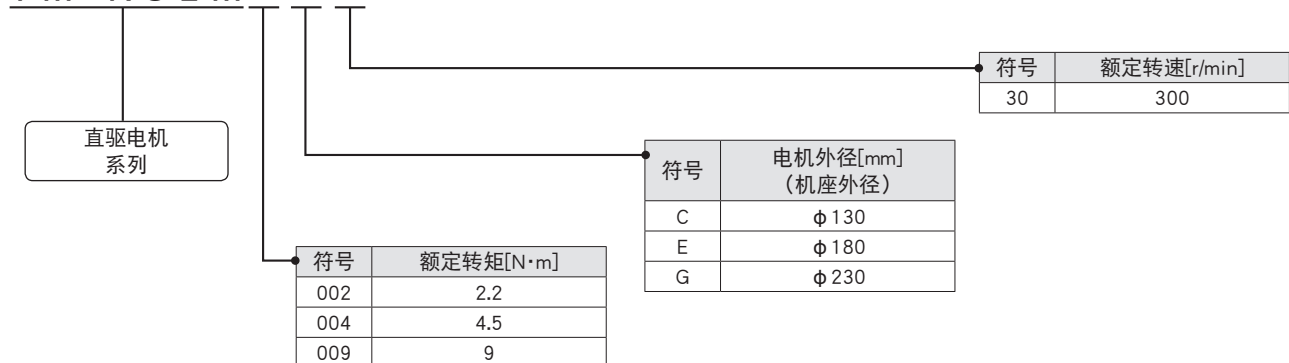 直驱电机
系列
符号 额定转速[r/min]
30 300
符号 电机外径[mm]
(机座外径)
C φ130
E φ180
G φ230
符号 额定转矩[N·m]
002 2.2
004 4.5
009 9